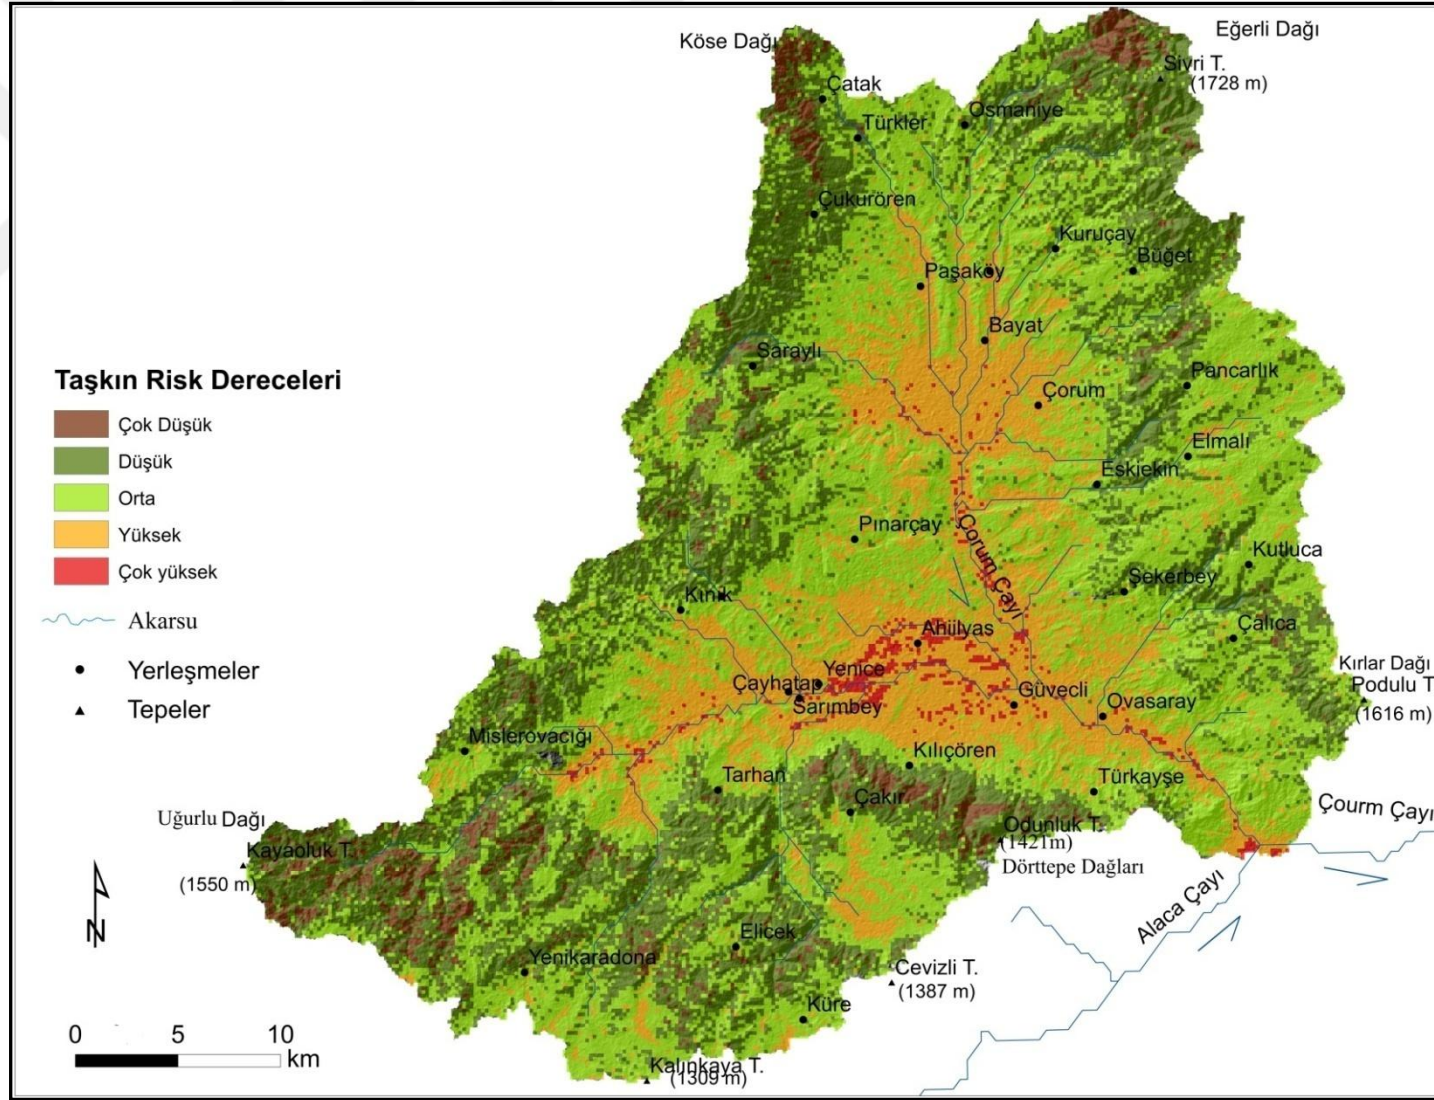 Köse Dağı
Eğerli Dağı
Sivri T.
(1728 m)
Çatak
Osmaniye
Türkler
Çukurören
Kuruçay
Büğet
Paşaköy
Bayat
Saraylı
Pancarlık
Taşkın Risk Dereceleri
Çok Düşük
Düşük
Orta
Yüksek
Çok yüksek
Akarsu
Yerleşmeler
Tepeler
Çorum
Elmalı
Eskiekin
Pınarçay
Çorum Çayı
Kutluca
Şekerbey
Kınık
Çalıca
Ahiilyas
Kırlar Dağı
Podulu T
(1616 m)
Yenice
Çayhatap
Sarımbey
Güvecli
Ovasaray
Mislerovacığı
Kılıçören
Tarhan
Türkayşe
Çakır
Uğurlu Dağı
Kayaoluk T.
(1550 m)
Odunluk T.
(1421m)
Dörttepe Dağları
Çourm Çayı
Alaca Çayı
N
Elicek
Yenikaradona
Cevizli T.
(1387 m)
Küre
0 5 10
km
Kalınkaya T.
(1309 m)